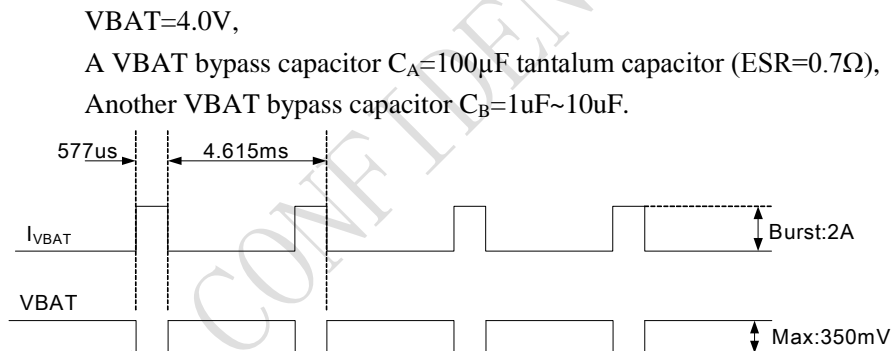 VBAT=4.0V,
A VBAT bypass capacitor CA=100µF tantalum capacitor (ESR=0.7Ω),
Another VBAT bypass capacitor CB=1uF~10uF.
577us
4.615ms
IVBAT
Burst:2A
VBAT
Max:350mV
CONFIDEN